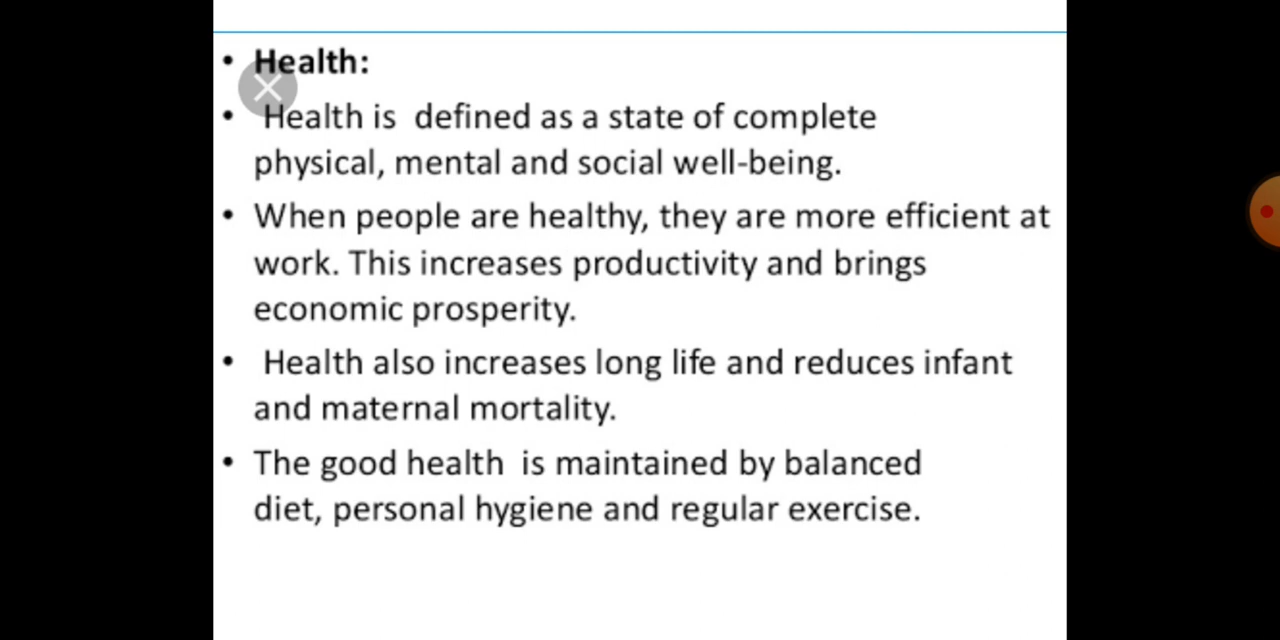 • Health:
• Health is defined as a state of complete
physical, mental and social well-being.
• When people are healthy, they are more efficient at
work. This increases productivity and brings
economic prosperity.
• Health also increases long life and reduces infant
and maternal mortality.
• The good health is maintained by balanced
diet, personal hygiene and regular exercise.